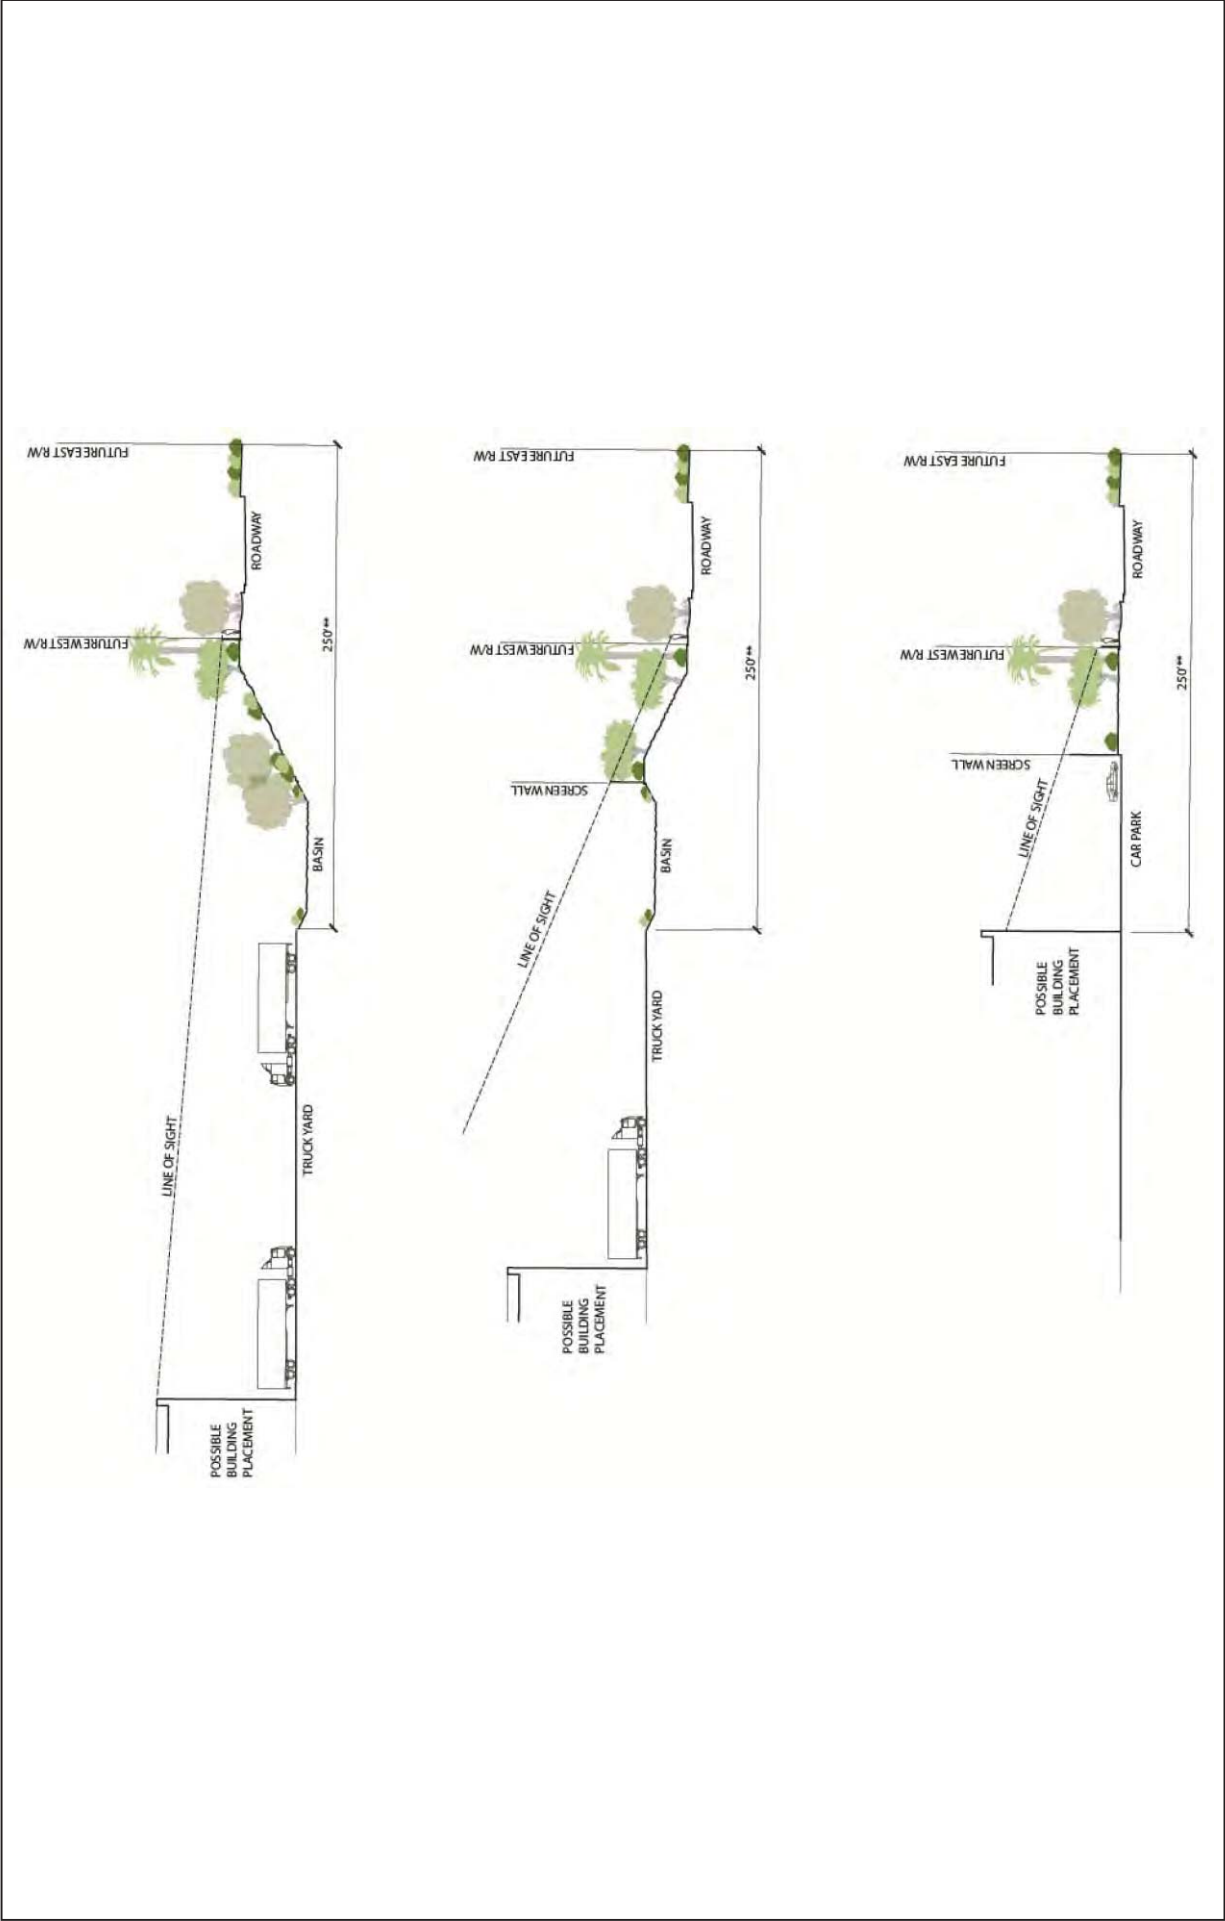 FUTURE EAST R/W
FUTURE WEST R/W
ROADWAY
250'**
BASIN
LINE OF SIGHT
TRUCK YARD
POSSIBLE
BUILDING
PLACEMENT
FUTURE EAST R/W
FUTURE WEST R/W
ROADWAY
250'**
SCREEN WALL
BASIN
LINE OF SIGHT
TRUCK YARD
POSSIBLE
BUILDING
PLACEMENT
FUTURE EAST R/W
FUTURE WEST R/W
ROADWAY
250'**
SCREEN WALL
LINE OF SIGHT
CAR PARK
POSSIBLE
BUILDING
PLACEMENT